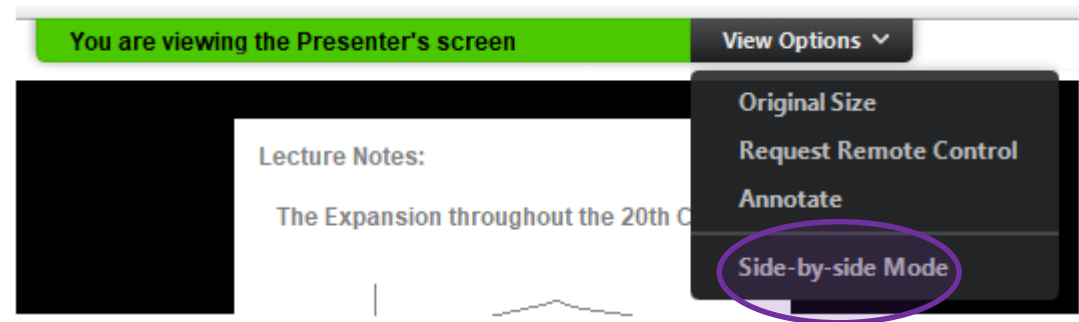 You are viewing the Presenter's screen
View Options
Original Size
Request Remote Control
Annotate
Side-by-side Mode
Lecture Notes:
The Expansion throughout the 20th C